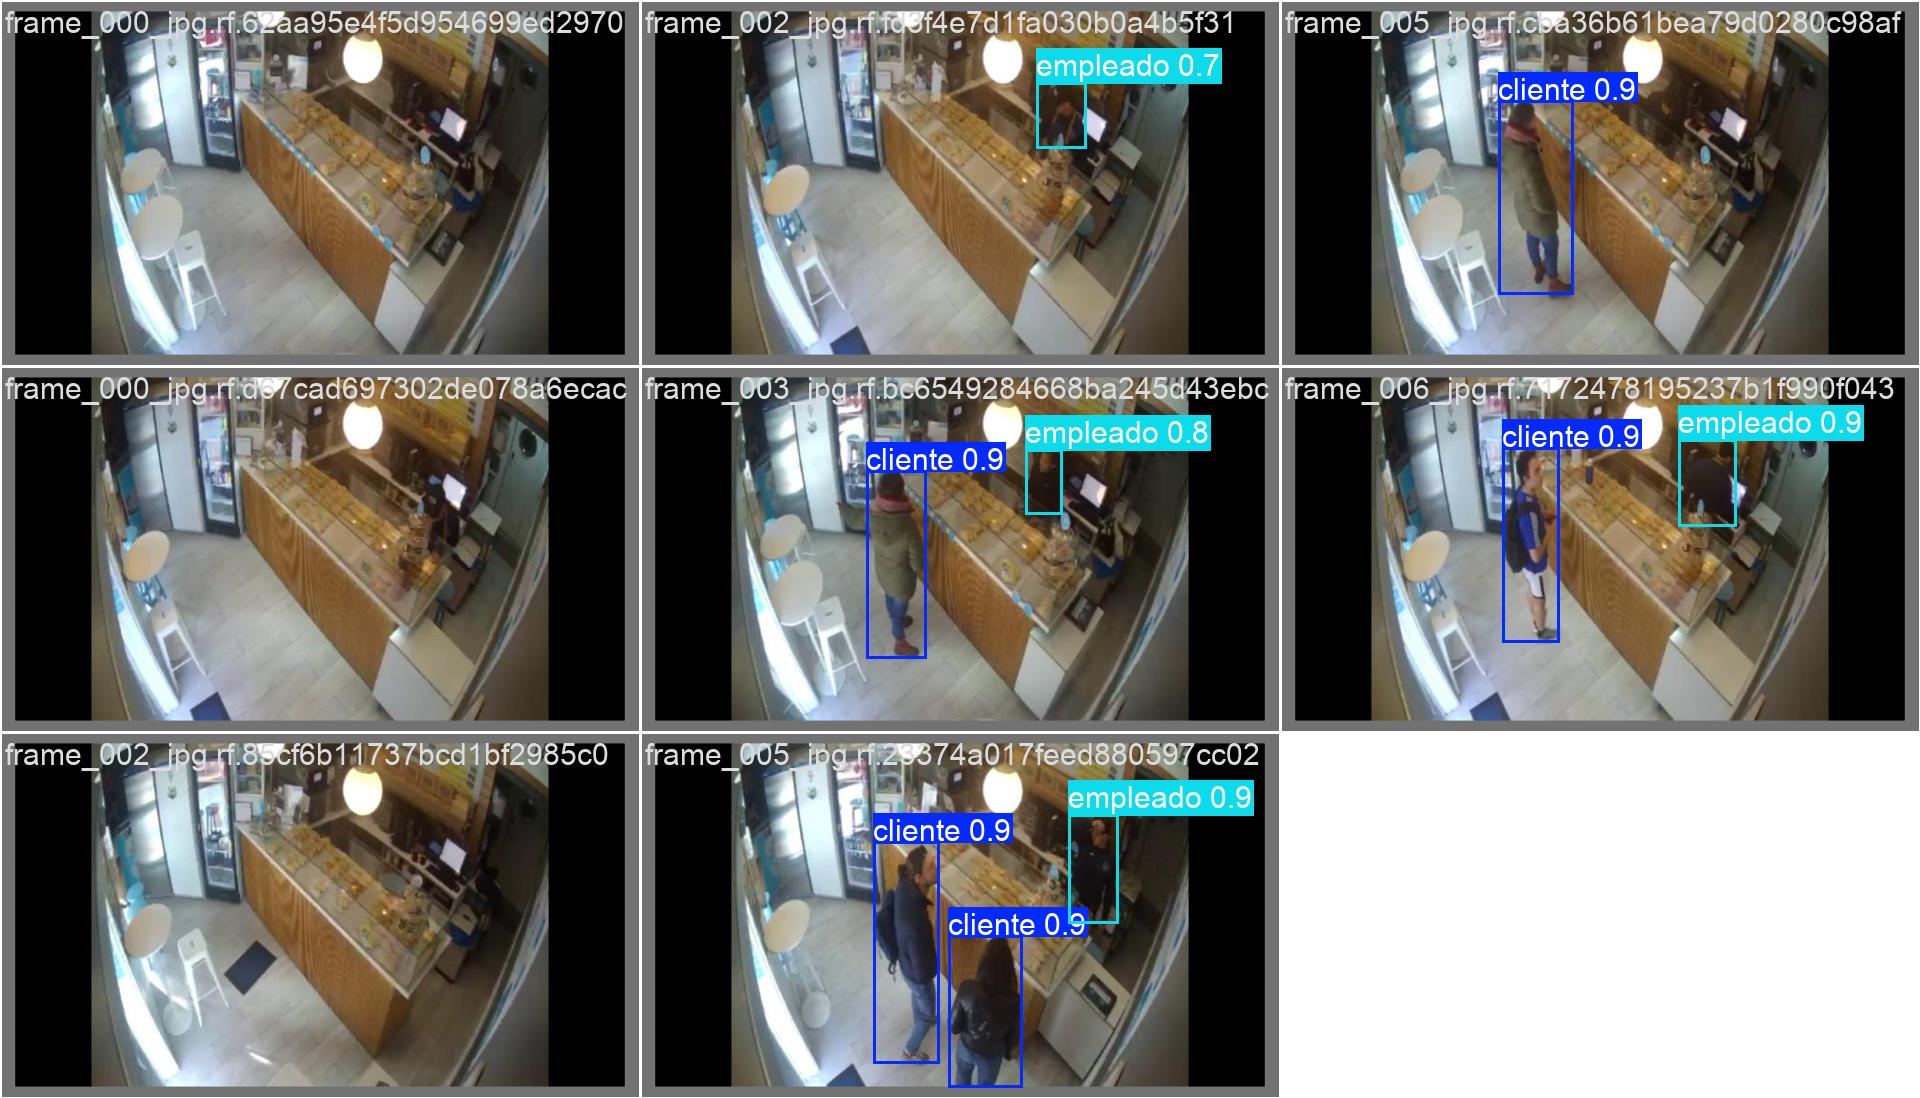 frame_000_jpg.rf.62aa95e4f5d954699ed2970
frame_002_jpg.rf.fd3f4e7d1fa030b0a4b5f31
empleado 0.7
frame_005_jpg.rf.cba36b61bea79d0280c98af
cliente 0.9
frame_000_jpg.rf.d67cad697302de078a6ecac
frame_003_jpg.rf.bc6549284668ba245d43ebc
empleado 0.8
cliente 0.9
frame_006_jpg.rf.7172478195237b1f990f043
empleado 0.9
cliente 0.9
frame_002_jpg.rf.85cf6b11737bcd1bf2985c0
frame_005_jpg.rf.23374a017feed880597cc02
empleado 0.9
cliente 0.9
cliente 0.9